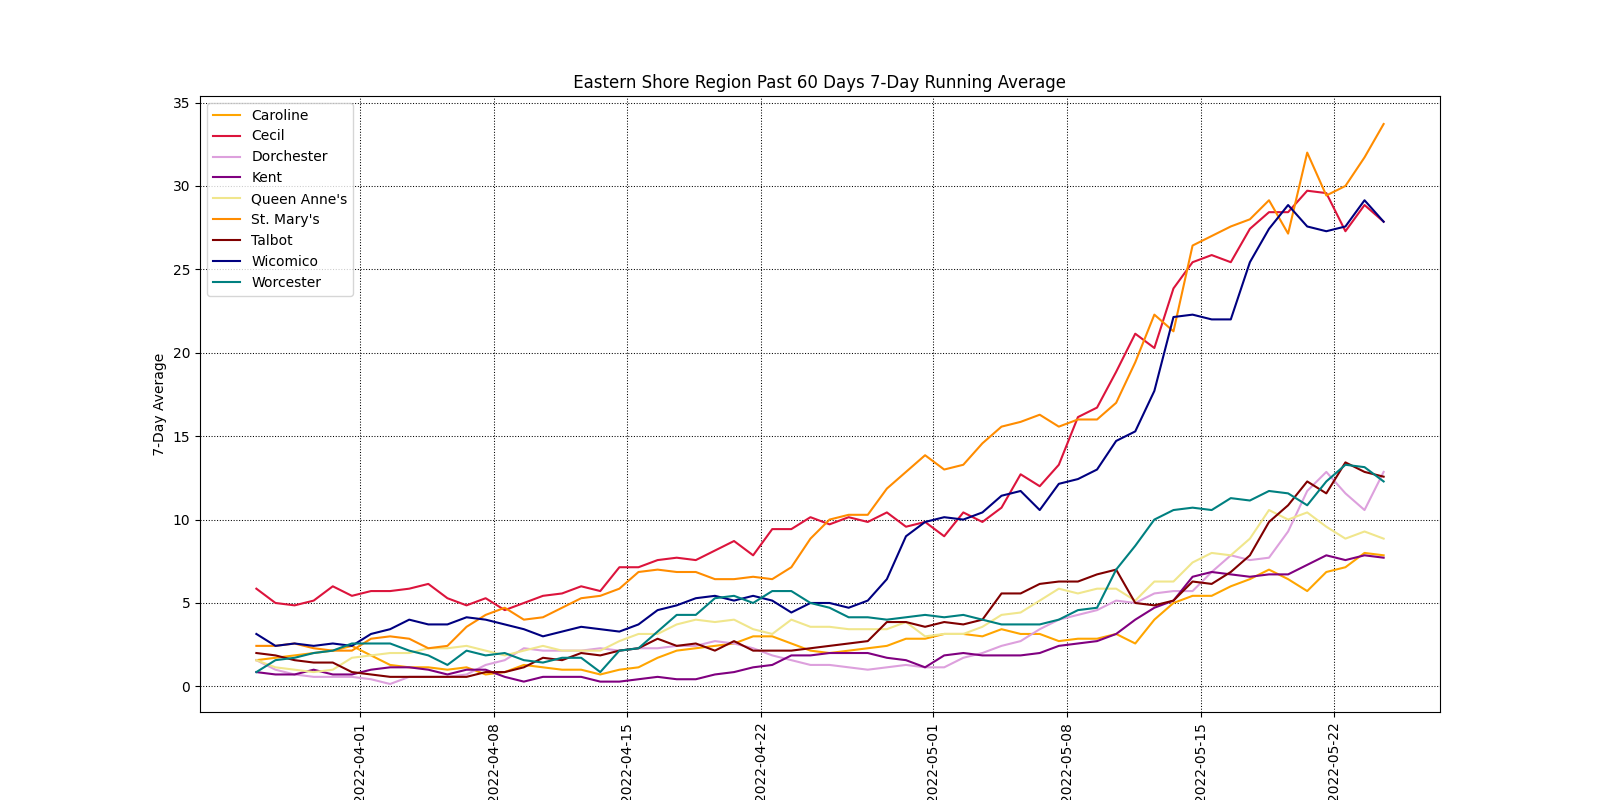 Eastern Shore Region Past 60 Days 7-Day Running Average
35
30
25
20
15
10
5
0
7-Day Average
Caroline
Cecil
Dorchester
Kent
Queen Anne's
St. Mary's
Talbot
Wicomico
Worcester
2022-04-01
2022-04-08
2022-04-15
2022-04-22
2022-05-01
2022-05-08
2022-05-15
2022-05-22